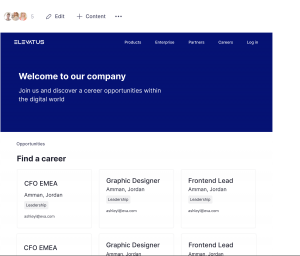 5 Edit Content
ELEVATUS Products Enterprise Partners Careers Log in
Welcome to our company
Join us and discover a career opportunities within
the digital world
Opportunities
Find a career
CFO EMEA Graphic Designer Frontend Lead
Amman, Jordan Amman, Jordan Amman, Jordan
Leadership Leadership Leadership
ashley@exa.com ashley@exa.com ashley@exa.com
CFO EMEA Graphic Designer Frontend Lead